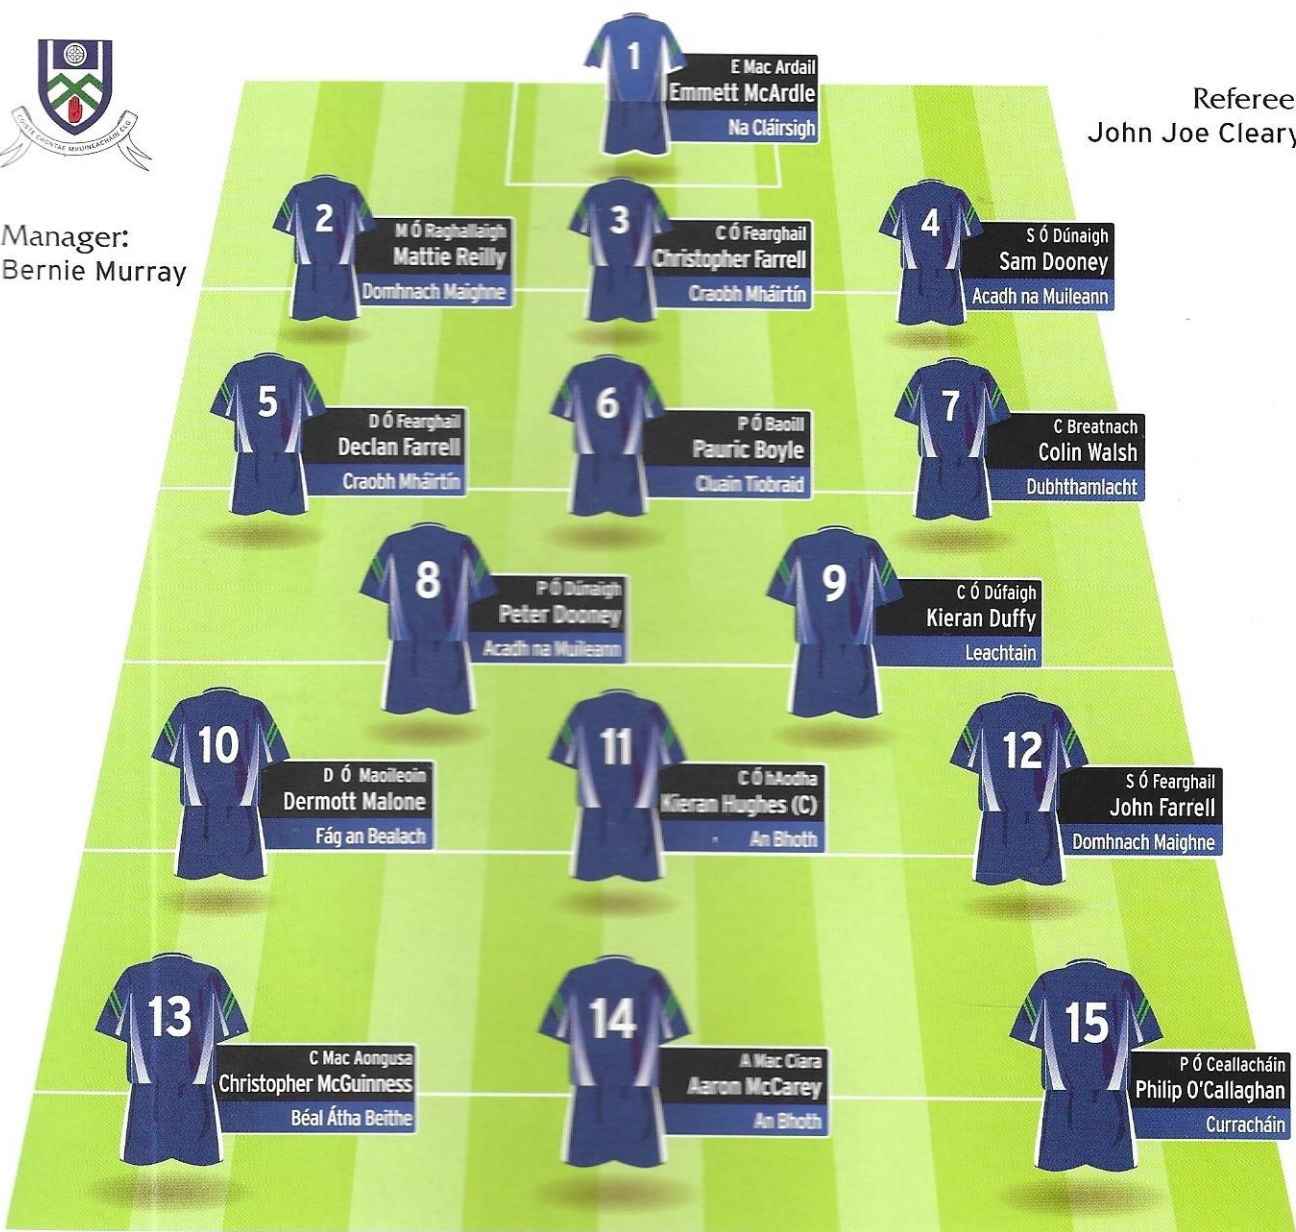 1
E Mac Ardail
Emmett McArdle
Na Cláirsigh
COISTE CHONTAE MHUINEACHÁIN CLG
Referee
John Joe Cleary
Manager:
Bernie Murray
2
M Ó Raghallaigh
Mattie Reilly
Domhnach Maighne
3
C Ó Fearghail
Christopher Farrell
Craobh Mháirtín
4
S Ó Dúnaigh
Sam Dooney
Acadh na Muileann
5
D Ó Fearghail
Declan Farrell
Craobh Mháirtín
6
P Ó Baoill
Pauric Boyle
Cluain Tiobraid
7
C Breatnach
Colin Walsh
Dubhthamlacht
8
P Ó Dúnaigh
Peter Dooney
Acadh na Muileann
9
C Ó Dúfaigh
Kieran Duffy
Leachtain
10
D Ó Maoileoin
Dermott Malone
Fág an Bealach
11
C Ó hAodha
Kieran Hughes (C)
An Bhoth
12
S Ó Fearghail
John Farrell
Domhnach Maighne
13
C Mac Aongusa
Christopher McGuinness
Béal Átha Beithe
14
A Mac Ciara
Aaron McCarey
An Bhoth
15
P Ó Ceallacháin
Philip O'Callaghan
Curracháin